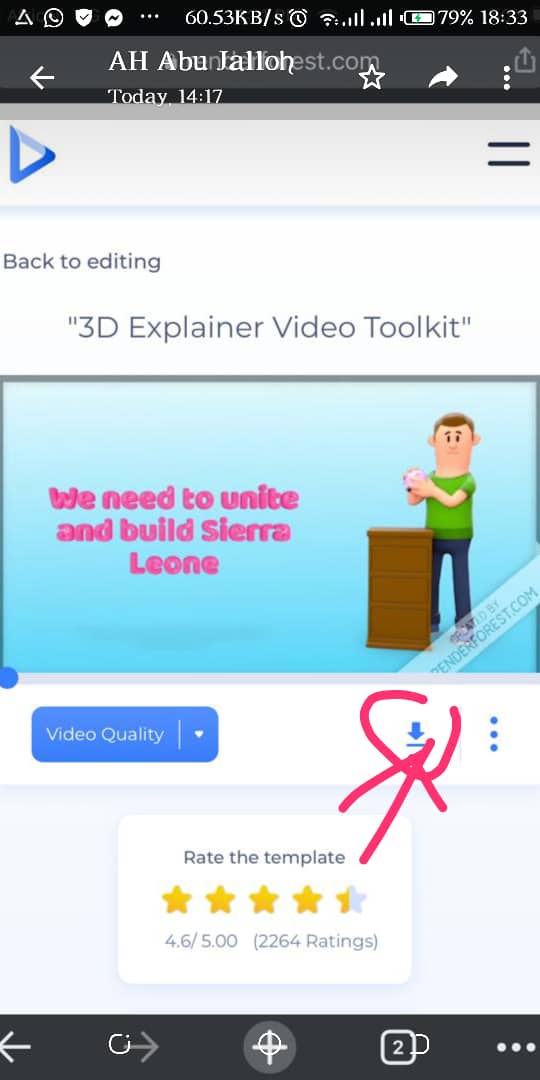 60.53KB/s
79% 18:33
AH Abu Jalloh
renderforest.com
Today, 14:17
Back to editing
"3D Explainer Video Toolkit"
We need to unite
and build Sierra
Leone
CREATED BY
RENDERFOREST.COM
Video Quality
Rate the template
4.6/ 5.00 (2264 Ratings)
2